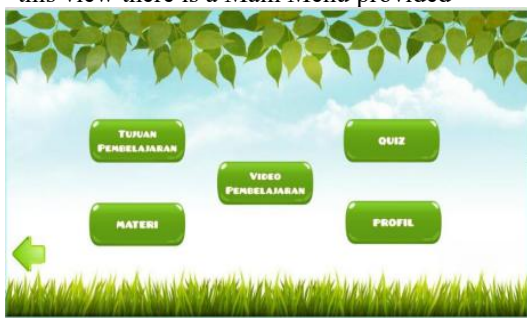 this view there is a Main Menu provided
TUJUAN
PEMBELAJARAN
QUIZ
VIDEO
PEMBELAJARAN
MATERI
PROFIL